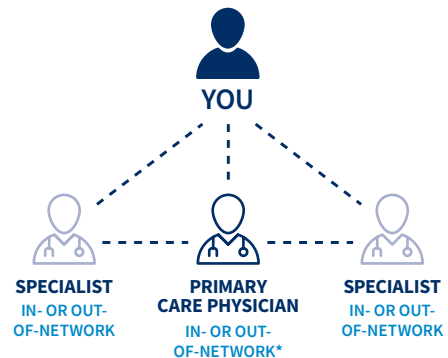 YOU
SPECIALIST
IN- OR OUT-
OF-NETWORK
PRIMARY
CARE PHYSICIAN
IN- OR OUT-
OF-NETWORK*
SPECIALIST
IN- OR OUT-
OF-NETWORK